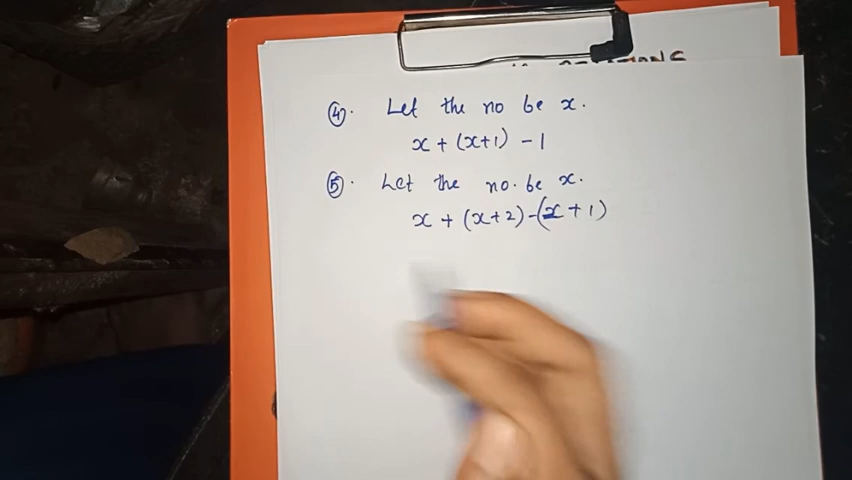 ④. Let the no be x.
x + (x+1) - 1
⑤. Let the no. be x.
x + (x+2) - (x + 1)